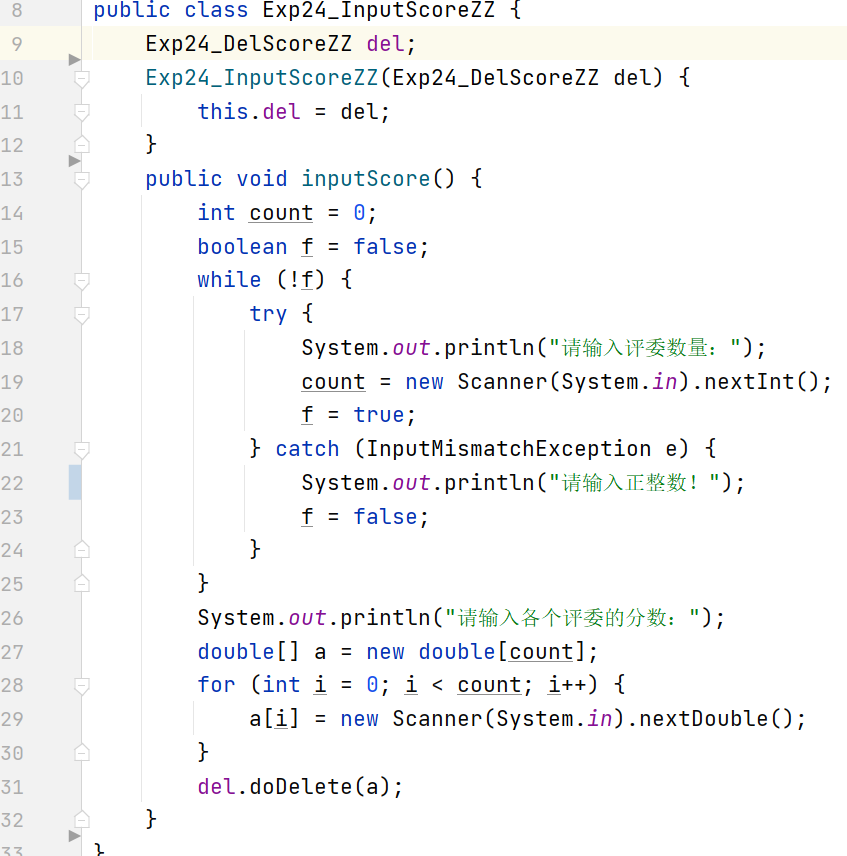 8 public class Exp24_InputScoreZZ {
9 Exp24_DelScoreZZ del;
10 Exp24_InputScoreZZ(Exp24_DelScoreZZ del) {
11 this.del = del;
12 }
13 public void inputScore() {
14 int count = 0;
15 boolean f = false;
16 while (!f) {
17 try {
18 System.out.println("请输入评委数量：");
19 count = new Scanner(System.in).nextInt();
20 f = true;
21 } catch (InputMismatchException e) {
22 System.out.println("请输入正整数！");
23 f = false;
24 }
25 }
26 System.out.println("请输入各个评委的分数：");
27 double[] a = new double[count];
28 for (int i = 0; i < count; i++) {
29 a[i] = new Scanner(System.in).nextDouble();
30 }
31 del.doDelete(a);
32 }
33 }